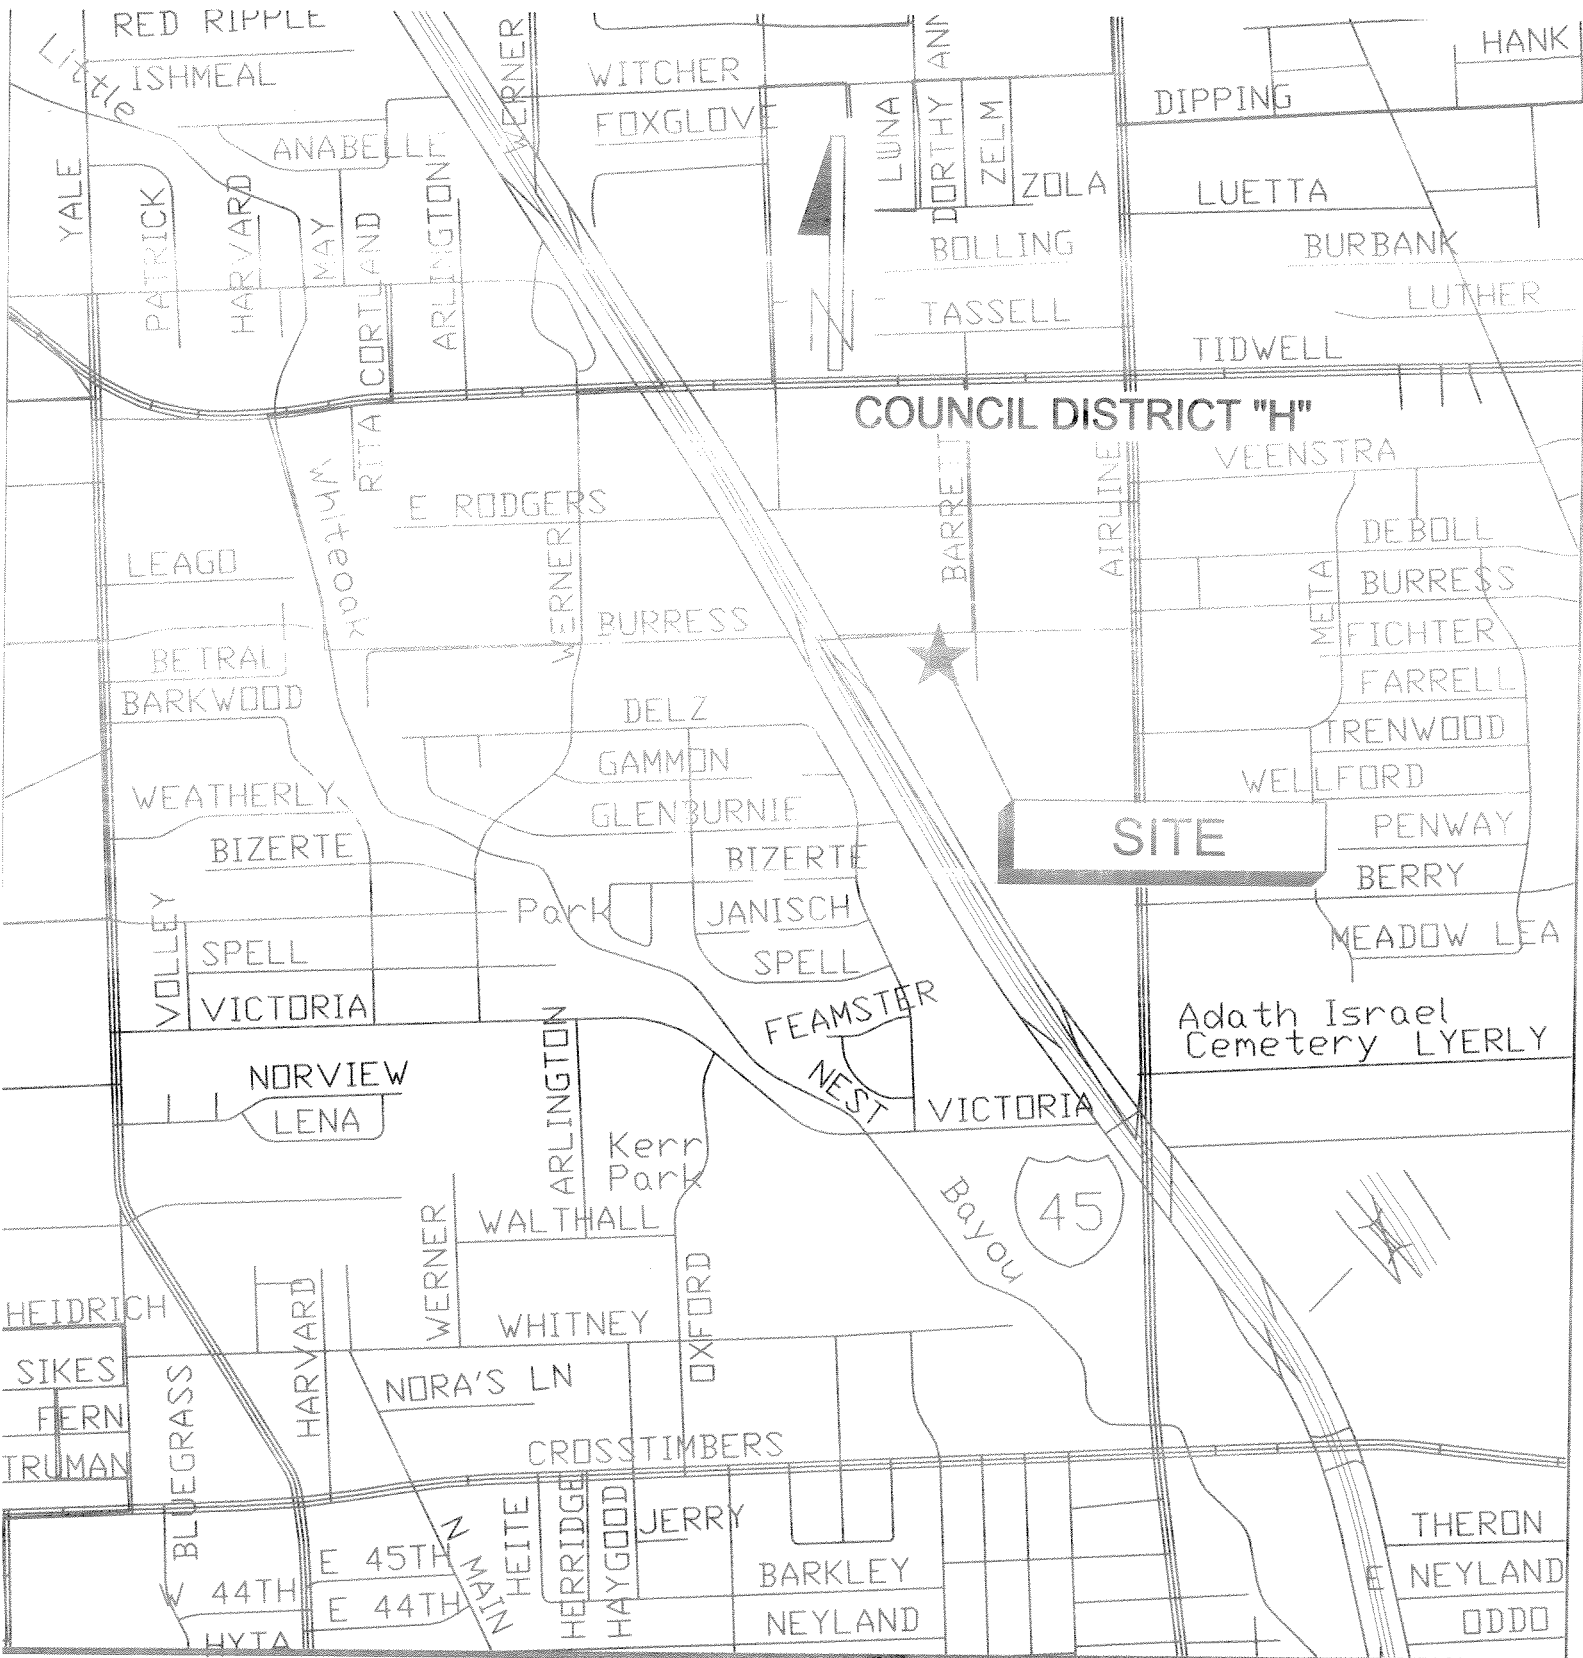 RED RIPPLE
Little
ISHMEAL
WERNER
WITCHER
ANN
HANK
DIPPING
FOXGLOVE
ANABELLE
LUNA
DORTHY
ZELM
ZOLA
LUETTA
YALE
PATRICK
HARVARD
MAY
CORTLAND
ARLINGTON
N
BOLLING
BURBANK
TASSELL
LUTHER
TIDWELL
COUNCIL DISTRICT "H"
RITTA
Whiteoak
E RODGERS
WERNER
BARRETT
AIRLINE
VEENSTRA
DEBOLL
LEAGO
META
BURRESS
BURRESS
FICHTER
BETRAL
BARKWOOD
FARRELL
DELZ
TRENWOOD
GAMMON
WELLFORD
WEATHERLY
GLENBURNIE
SITE
PENWAY
BIZERTE
BIZERTE
BERRY
Park
JANISCH
VOLLEY
SPELL
SPELL
MEADOW LEA
VICTORIA
FEAMSTER
Adath Israel
Cemetery LYERLY
NORVIEW
ARLINGTON
NEST
VICTORIA
LENA
Kerr
Park
Bayou
45
WERNER
WALTHALL
OXFORD
HEIDRICH
HARVARD
WHITNEY
SIKES
BLUEGRASS
NORA'S LN
FERN
TRUMAN
CROSSTIMBERS
HEITE
HERRIDGE
HAYGOOD
JERRY
THERON
E 45TH
N MAIN
BARKLEY
E NEYLAND
W 44TH
E 44TH
NEYLAND
ODDO
HYTA